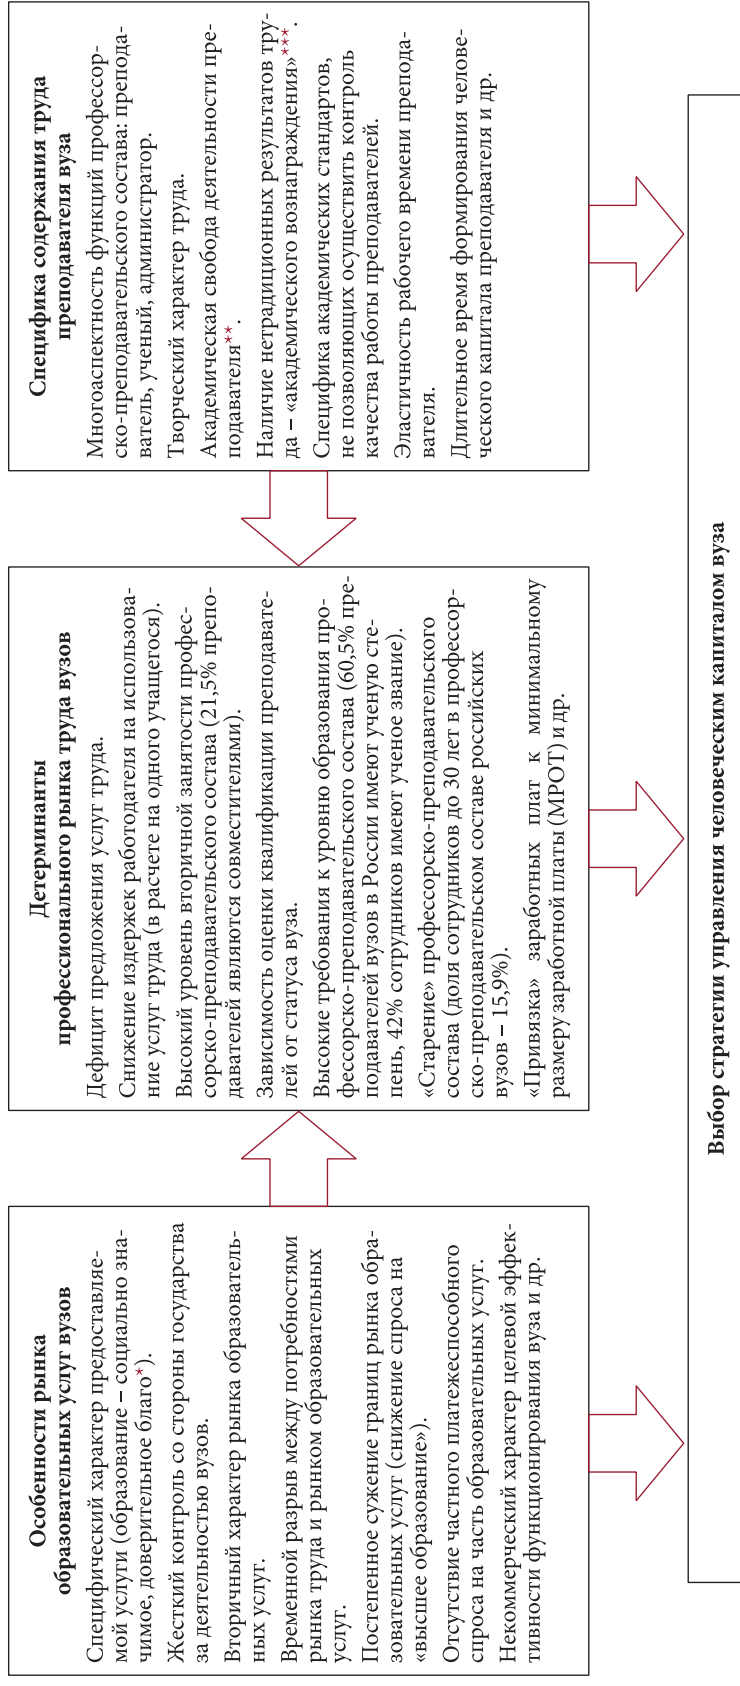 Особенности рынка
образовательных услуг вузов
Специфический характер предоставляе-
мой услуги (образование – социально зна-
чимое, доверительное благо*).
Жесткий контроль со стороны государства
за деятельностью вузов.
Вторичный характер рынка образователь-
ных услуг.
Временной разрыв между потребностями
рынка труда и рынком образовательных
услуг.
Постепенное сужение границ рынка обра-
зовательных услуг (снижение спроса на
«высшее образование»).
Отсутствие частного платежеспособного
спроса на часть образовательных услуг.
Некоммерческий характер целевой эффек-
тивности функционирования вуза и др.
Детерминанты
профессионального рынка труда вузов
Дефицит предложения услуг труда.
Снижение издержек работодателя на использова-
ние услуг труда (в расчете на одного учащегося).
Высокий уровень вторичной занятости профес-
сорско-преподавательского состава (21,5% препо-
давателей являются совместителями).
Зависимость оценки квалификации преподавате-
лей от статуса вуза.
Высокие требования к уровню образования про-
фессорско-преподавательского состава (60,5% пре-
подавателей вузов в России имеют ученую сте-
пень, 42% сотрудников имеют ученое звание).
«Старение» профессорско-преподавательского
состава (доля сотрудников до 30 лет в профессор-
ско-преподавательском составе российских
вузов – 15,9%).
«Привязка» заработных плат к минимальному
размеру заработной платы (МРОТ) и др.
Специфика содержания труда
преподавателя вуза
Многоаспектность функций профессор-
ско-преподавательского состава: препода-
ватель, ученый, администратор.
Творческий характер труда.
Академическая свобода деятельности пре-
подавателя**.
Наличие нетрадиционных результатов тру-
да – «академического вознаграждения»***.
Специфика академических стандартов,
не позволяющих осуществить контроль
качества работы преподавателей.
Эластичность рабочего времени препода-
вателя.
Длительное время формирования челове-
ческого капитала преподавателя и др.
Выбор стратегии управления человеческим капиталом вуза